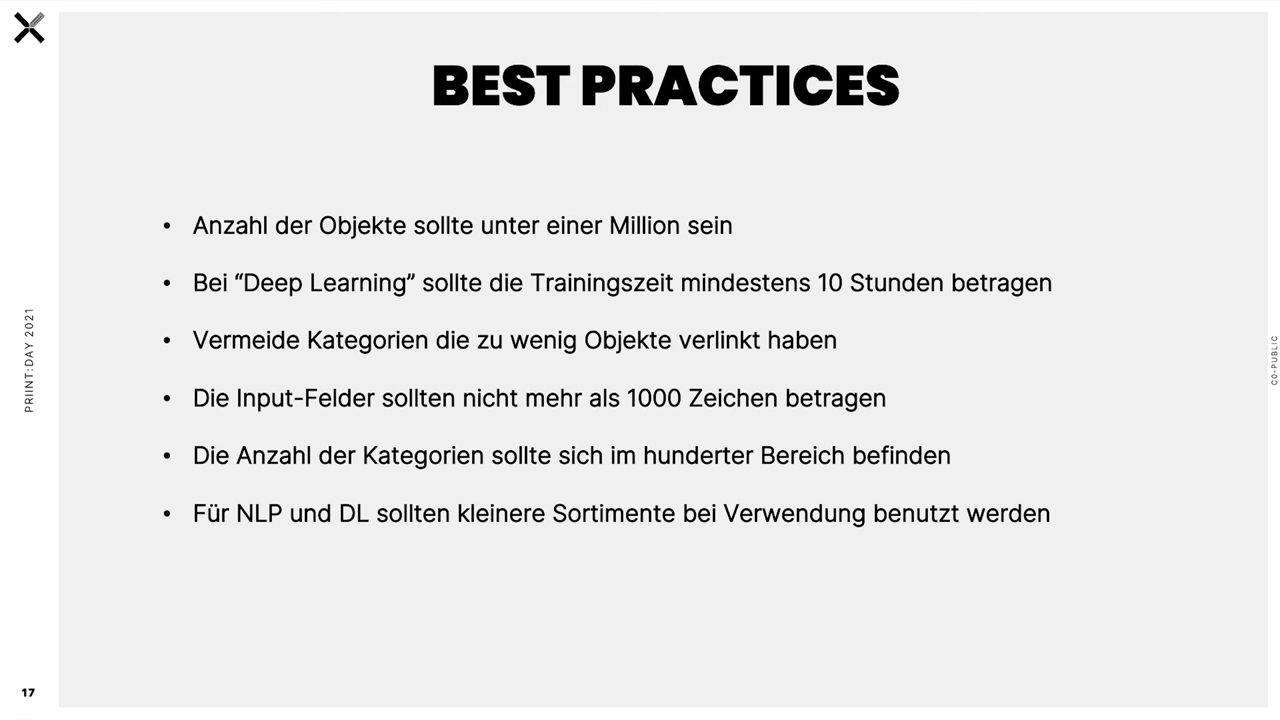 BEST PRACTICES
• Anzahl der Objekte sollte unter einer Million sein
• Bei “Deep Learning” sollte die Trainingszeit mindestens 10 Stunden betragen
• Vermeide Kategorien die zu wenig Objekte verlinkt haben
• Die Input-Felder sollten nicht mehr als 1000 Zeichen betragen
• Die Anzahl der Kategorien sollte sich im hunderter Bereich befinden
• Für NLP und DL sollten kleinere Sortimente bei Verwendung benutzt werden
PRIINT:DAY 2021
C0-PUBLIC
17